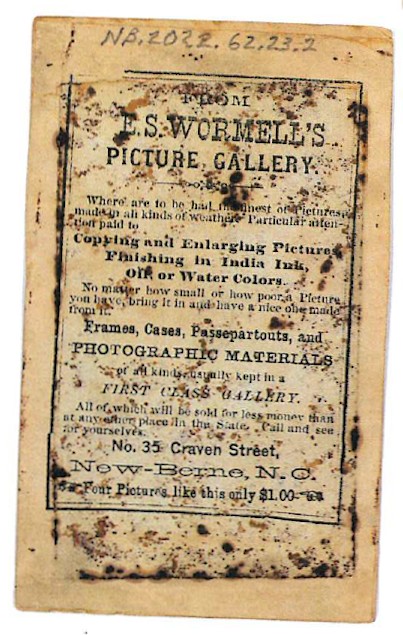 NB.2022.62.23.2
FROM
E.S. WORMELL'S
PICTURE GALLERY.
Where are to be had the finest of Pictures,
made in all kinds of weather. Particular atten-
tion paid to
Copying and Enlarging Pictures,
Finishing in India Ink,
Oil or Water Colors.
No matter how small or how poor a Picture
you have, bring it in and have a nice one made
from it.
Frames, Cases, Passepartouts, and
PHOTOGRAPHIC MATERIALS
of all kinds, usually kept in a
FIRST CLASS GALLERY.
All of which will be sold for less money than
at any other place in the State. Call and see
for yourselves.
No. 35 Craven Street,
New-Berne, N.C.
Four Pictures like this only $1.00